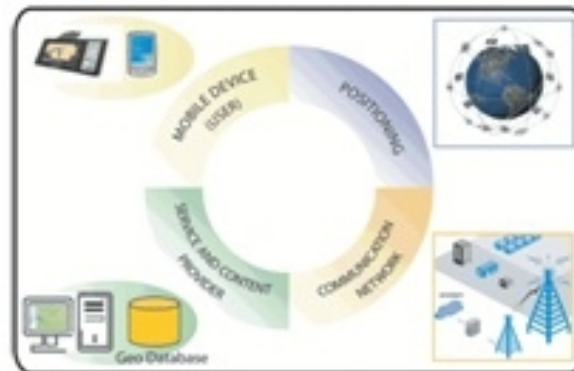 MOBILE DEVICE
(USER)
POSITIONING
SERVICE AND CONTENT
PROVIDER
COMMUNICATION
NETWORK
Geo Database